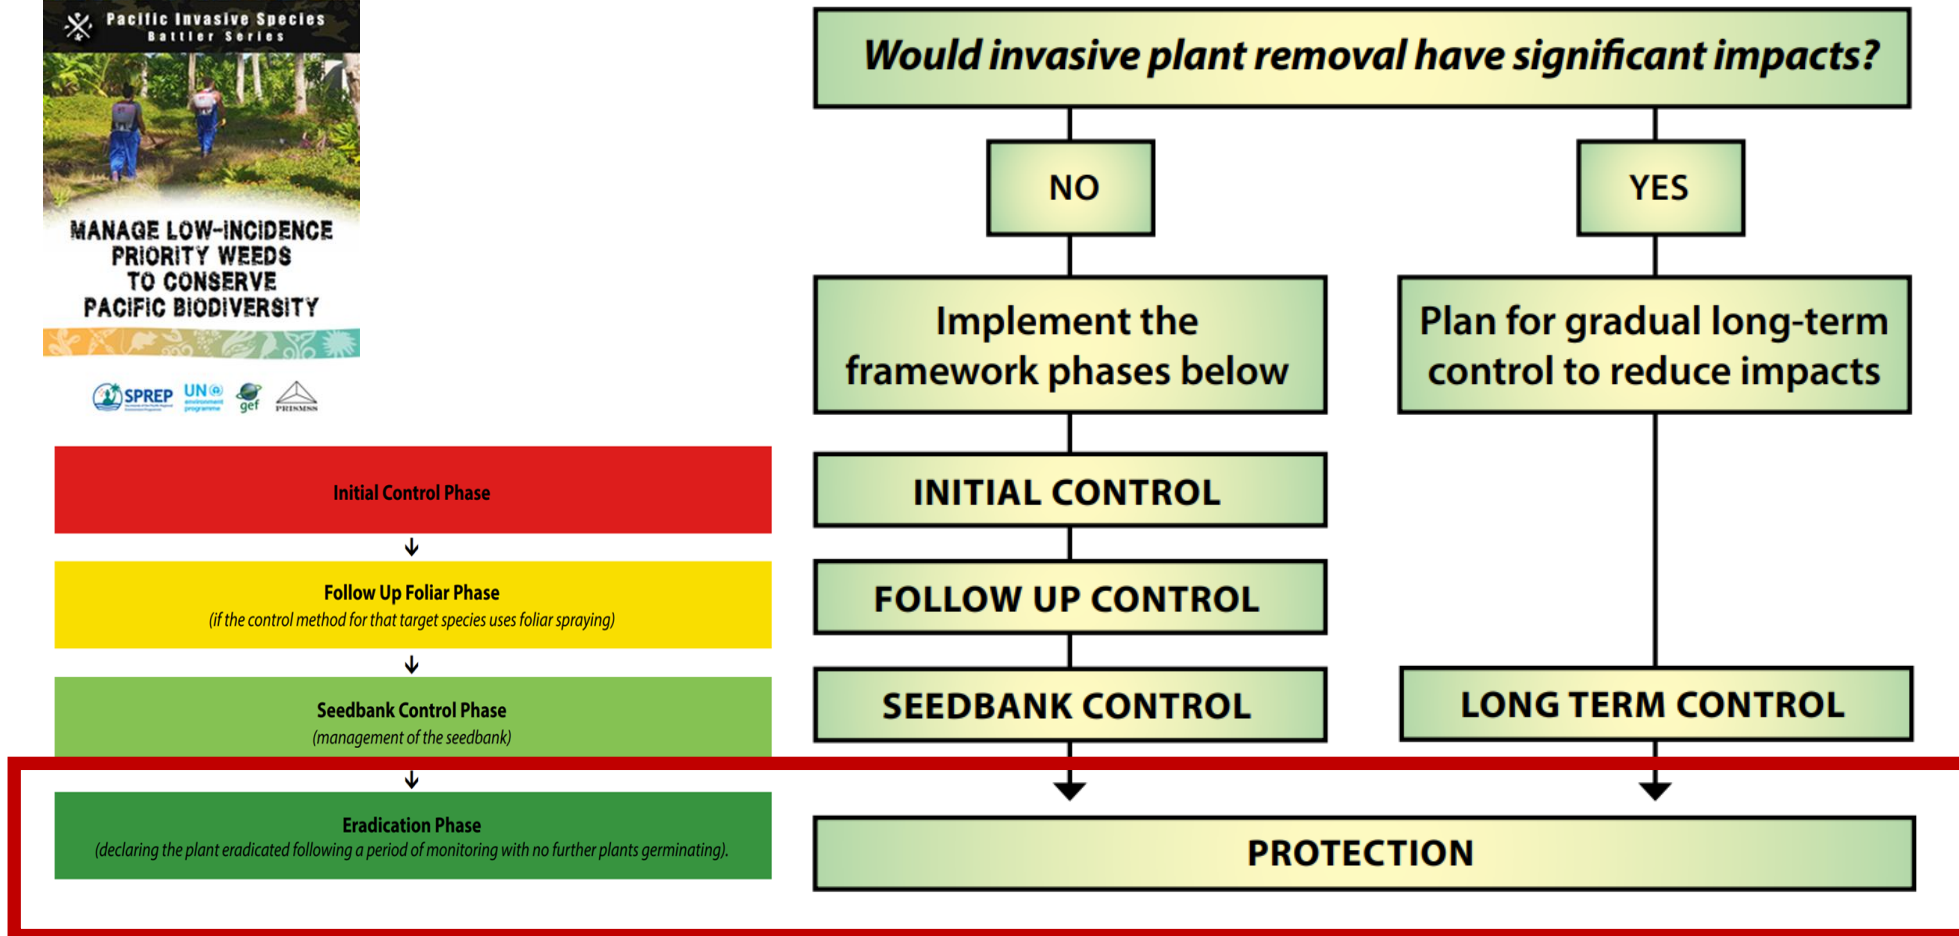 Pacific Invasive Species
Battler Series
MANAGE LOW-INCIDENCE
PRIORITY WEEDS
TO CONSERVE
PACIFIC BIODIVERSITY
SPREP
UN
environment
programme
gef
PRISMSS
Initial Control Phase
Follow Up Foliar Phase
(if the control method for that target species uses foliar spraying)
Seedbank Control Phase
(management of the seedbank)
Eradication Phase
(declaring the plant eradicated following a period of monitoring with no further plants germinating).
Would invasive plant removal have significant impacts?
NO
YES
Implement the
framework phases below
Plan for gradual long-term
control to reduce impacts
INITIAL CONTROL
FOLLOW UP CONTROL
SEEDBANK CONTROL
LONG TERM CONTROL
PROTECTION